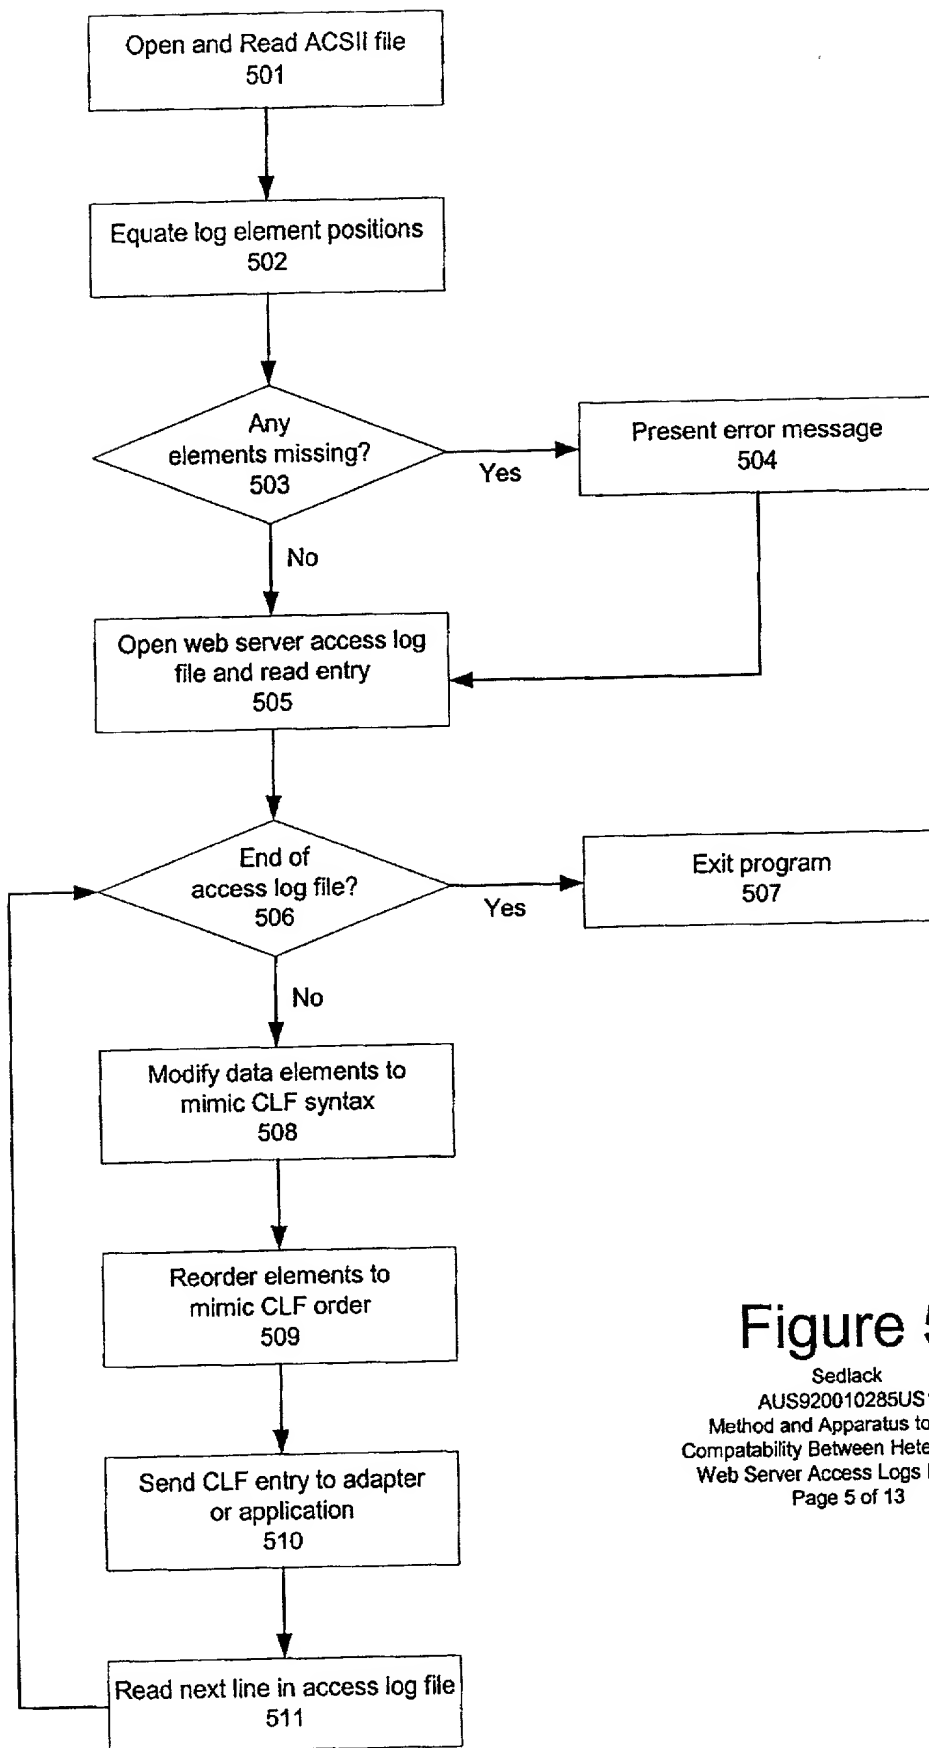 Open and Read ACSII file
501
Equate log element positions
502
Any
elements missing?
503
Yes
Present error message
504
No
Open web server access log
file and read entry
505
End of
access log file?
506
Yes
Exit program
507
No
Modify data elements to
mimic CLF syntax
508
Reorder elements to
mimic CLF order
509
Send CLF entry to adapter
or application
510
Read next line in access log file
511
Figure
Sedlack
AUS920010285US
Method and Apparatus to
Compatability Between
Web Server Access Logs
Page 5 of 13